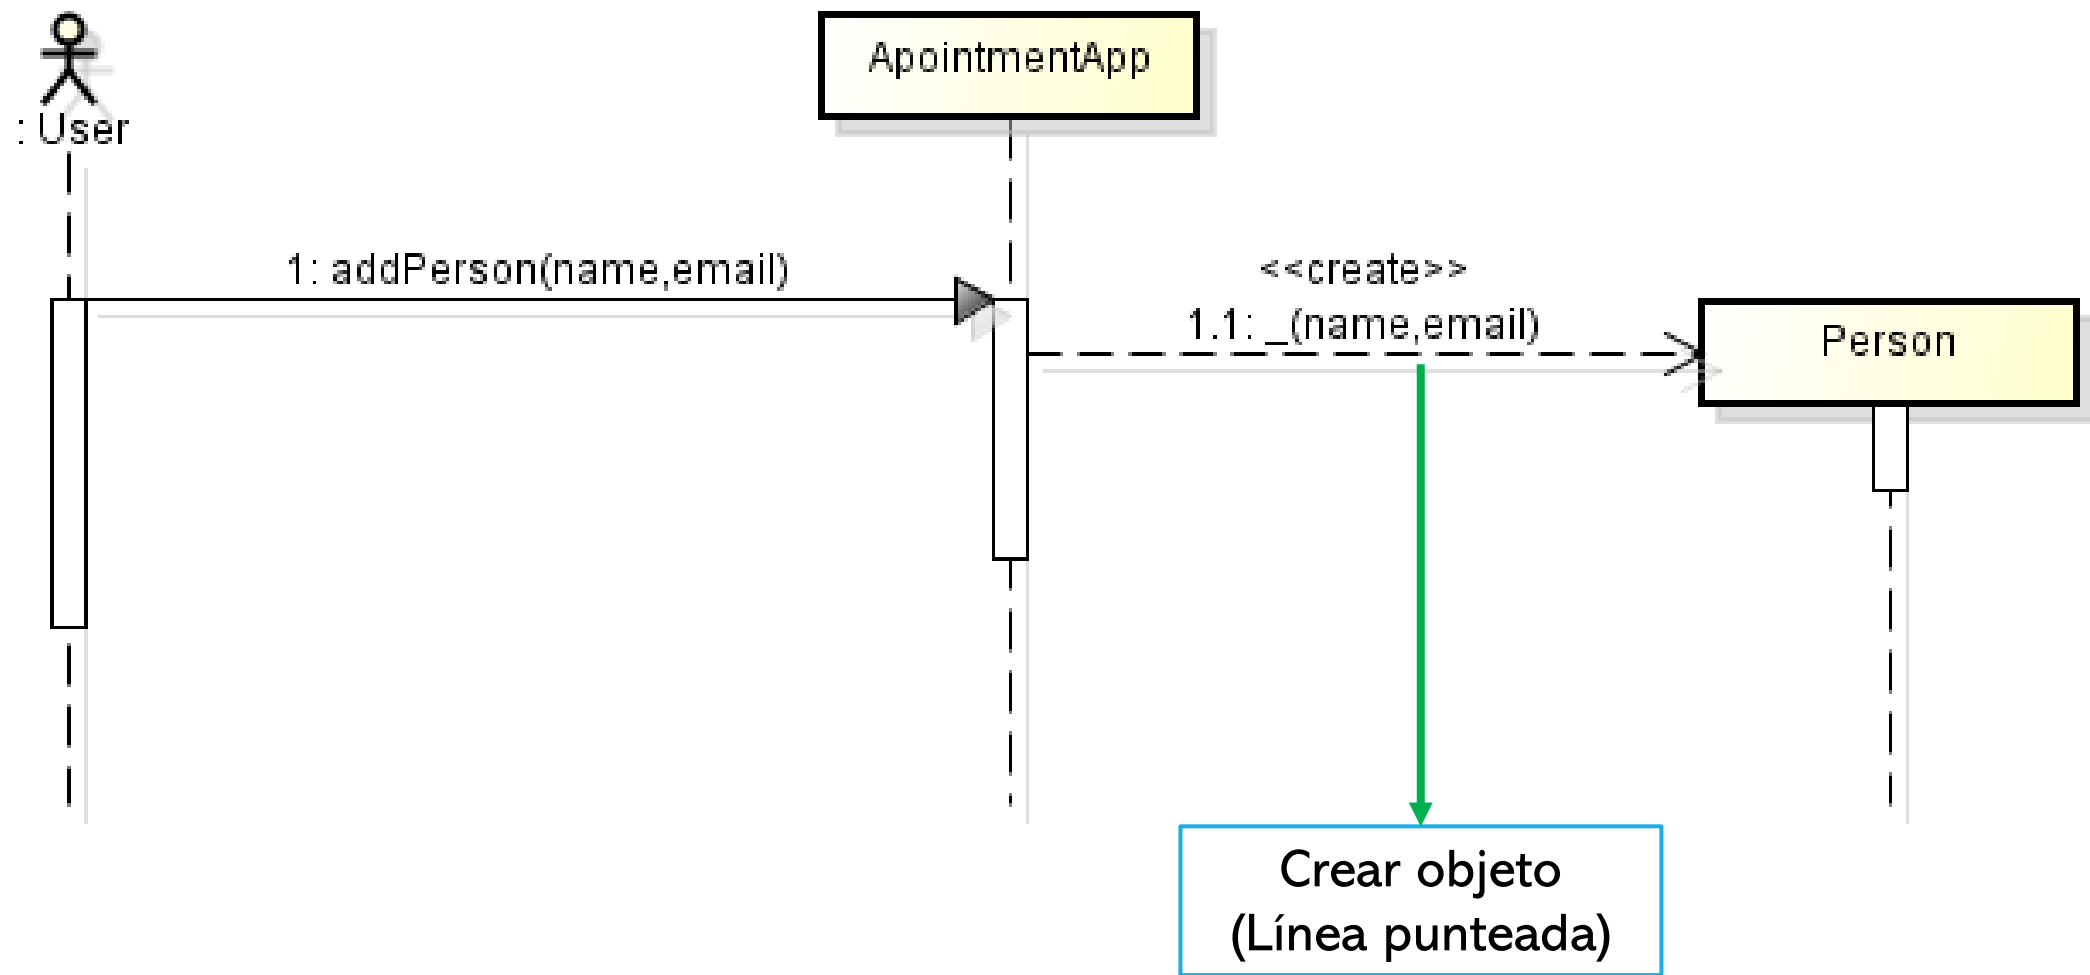 ApointmentApp
: User
1: addPerson(name,email)
<<create>>
1.1: _(name,email)
Person
Crear objeto
(Línea punteada)